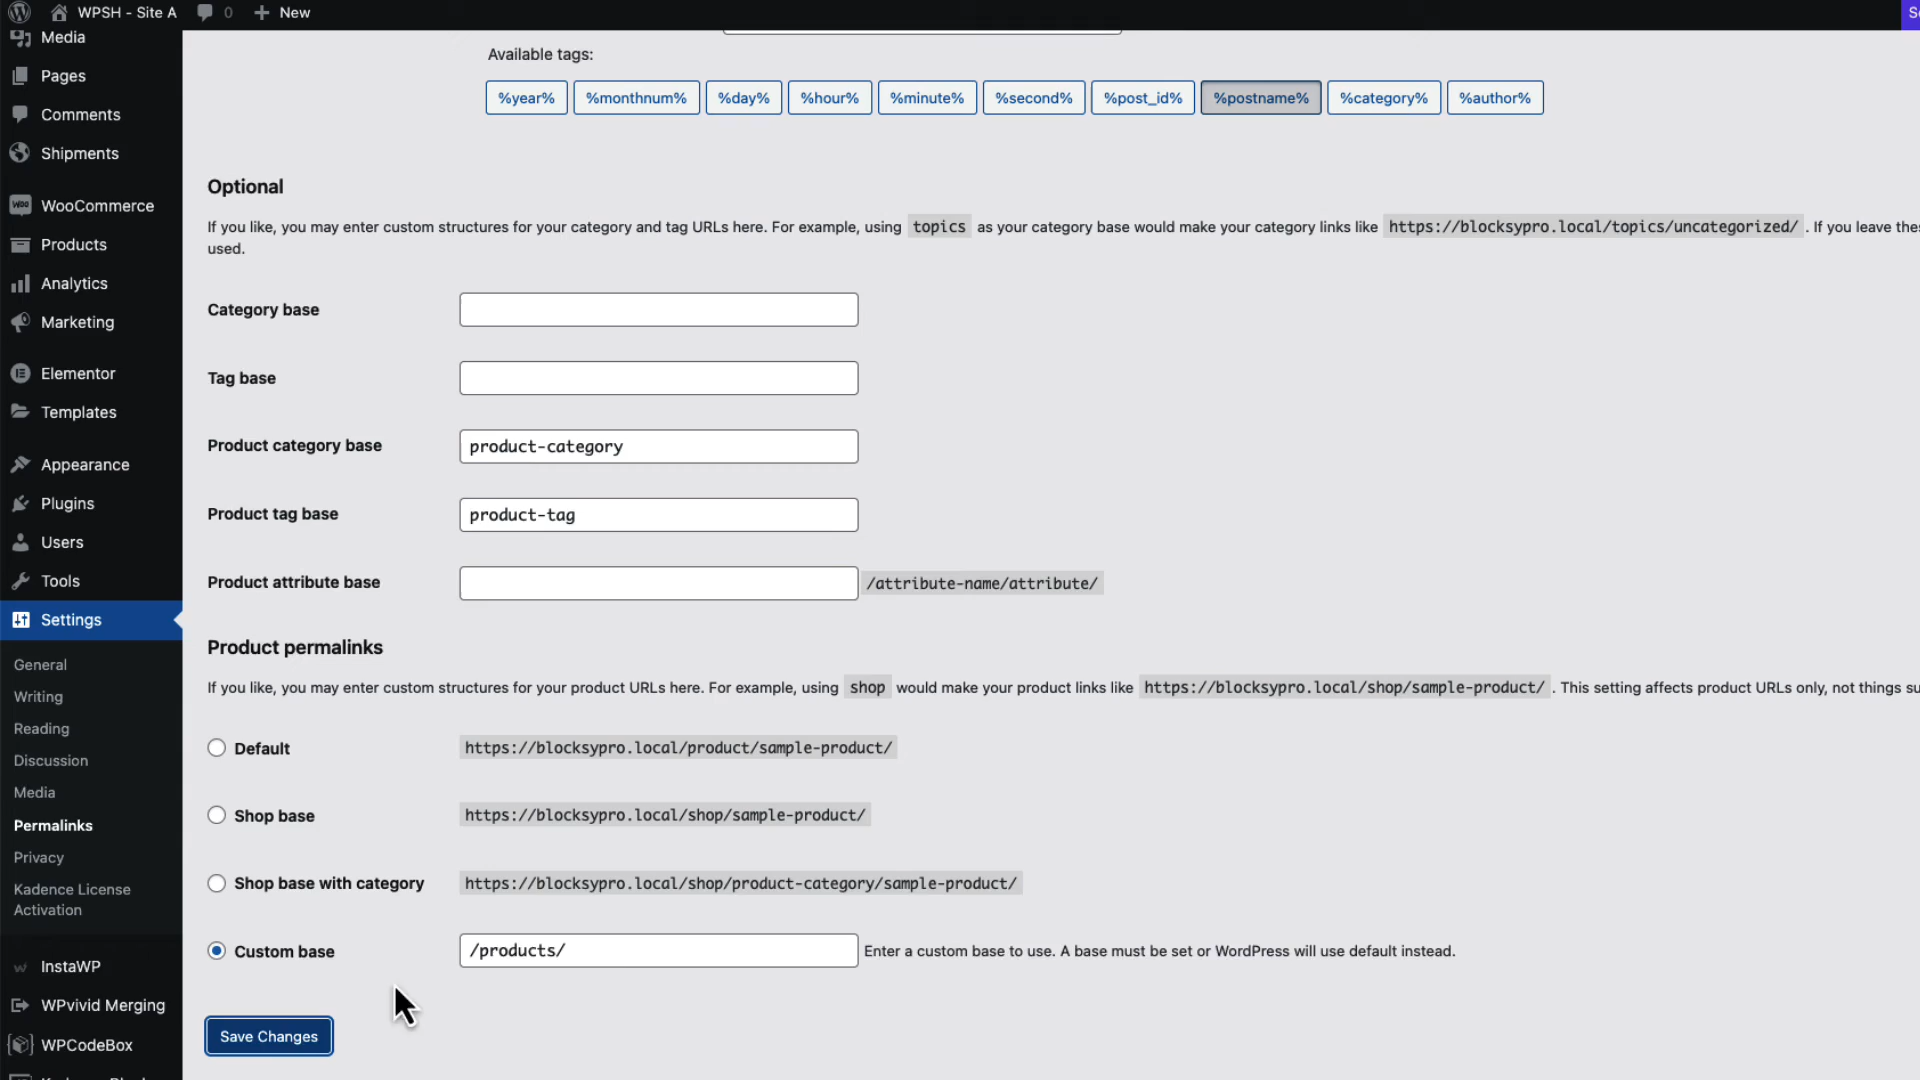 WPSH - Site A 0 New
Media
Pages
Comments
Shipments
WooCommerce
Products
Analytics
Marketing
Elementor
Templates
Appearance
Plugins
Users
Tools
Settings
General
Writing
Reading
Discussion
Media
Permalinks
Privacy
Kadence License
Activation
InstaWP
WPvivid Merging
WPCodeBox
Available tags:
%year% %monthnum% %day% %hour% %minute% %second% %post_id% %postname% %category% %author%
Optional
If you like, you may enter custom structures for your category and tag URLs here. For example, using topics as your category base would make your category links like https://blocksypro.local/topics/uncategorized/ . If you leave
used.
Category base
Tag base
Product category base product-category
Product tag base product-tag
Product attribute base /attribute-name/attribute/
Product permalinks
If you like, you may enter custom structures for your product URLs here. For example, using shop would make your product links like https://blocksypro.local/shop/sample-product/ . This setting affects product URLs only, not things
Default https://blocksypro.local/product/sample-product/
Shop base https://blocksypro.local/shop/sample-product/
Shop base with category https://blocksypro.local/shop/product-category/sample-product/
Custom base /products/ Enter a custom base to use. A base must be set or WordPress will use default instead.
Save Changes